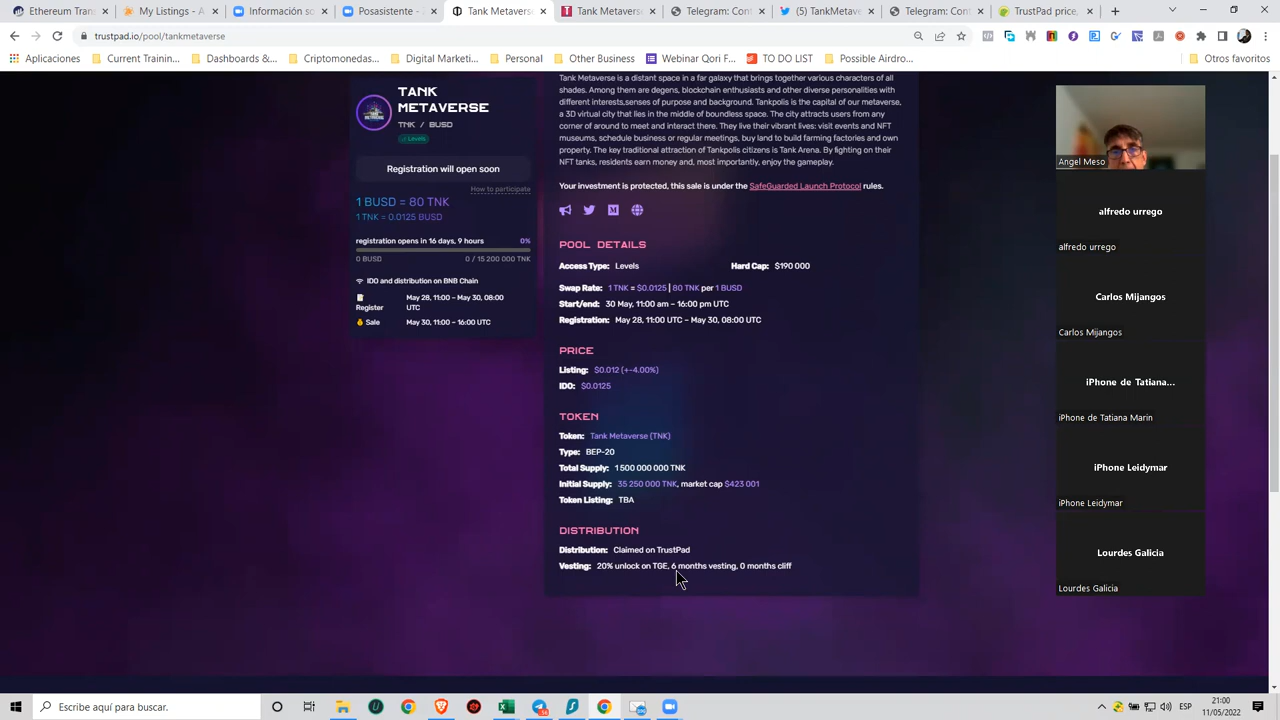 Ethereum Trans
My Listings - A
Información so
Posasistente -
Tank Metaverse
Tank Metavers
Telegram: Cont
TankMetaverse
Telegram: Cont
TrustPad price,
trustpad.io/pool/tankmetaverse
Aplicaciones
Current Trainin...
Dashboards &...
Criptomonedas...
Digital Marketi...
Personal
Other Business
Webinar Qori F...
TO DO LIST
Possible Airdro...
Otros favoritos
TANK
METAVERSE
TNK / BUSD
Levels
Registration will open soon
How to participate
1 BUSD = 80 TNK
1 TNK = 0.0125 BUSD
registration opens in 16 days, 9 hours 0%
0 BUSD 0 / 15 200 000 TNK
IDO and distribution on BNB Chain
Register May 28, 11:00 – May 30, 08:00
UTC
Sale May 30, 11:00 – 16:00 UTC
Tank Metaverse is a distant space in a far galaxy that brings together various characters of all
shades. Among them are degens, blockchain enthusiasts and other diverse personalities with
different interests,senses of purpose and background. Tankpolis is the capital of our metaverse,
a 3D virtual city that lies in the middle of boundless space. The city attracts users from any
corner of around to meet and interact there. They live their vibrant lives: visit events and NFT
museums, schedule business or regular meetings, buy land to build farming factories and own
property. The key traditional attraction of Tankpolis citizens is Tank Arena. By fighting on their
NFT tanks, residents earn money and, most importantly, enjoy the gameplay.
Your investment is protected, this sale is under the SafeGuarded Launch Protocol rules.
POOL DETAILS
Access Type: Levels Hard Cap: $190 000
Swap Rate: 1 TNK = $0.0125 | 80 TNK per 1 BUSD
Start/end: 30 May, 11:00 am – 16:00 pm UTC
Registration: May 28, 11:00 UTC – May 30, 08:00 UTC
PRICE
Listing: $0.012 (+-4.00%)
IDO: $0.0125
TOKEN
Token: Tank Metaverse (TNK)
Type: BEP-20
Total Supply: 1 500 000 000 TNK
Initial Supply: 35 250 000 TNK, market cap $423 001
Token Listing: TBA
DISTRIBUTION
Distribution: Claimed on TrustPad
Vesting: 20% unlock on TGE, 6 months vesting, 0 months cliff
Angel Meso
alfredo urrego
alfredo urrego
Carlos Mijangos
Carlos Mijangos
iPhone de Tatiana...
iPhone de Tatiana Marin
iPhone Leidymar
iPhone Leidymar
Lourdes Galicia
Lourdes Galicia
Escribe aquí para buscar.
ESP
21:00
11/05/2022